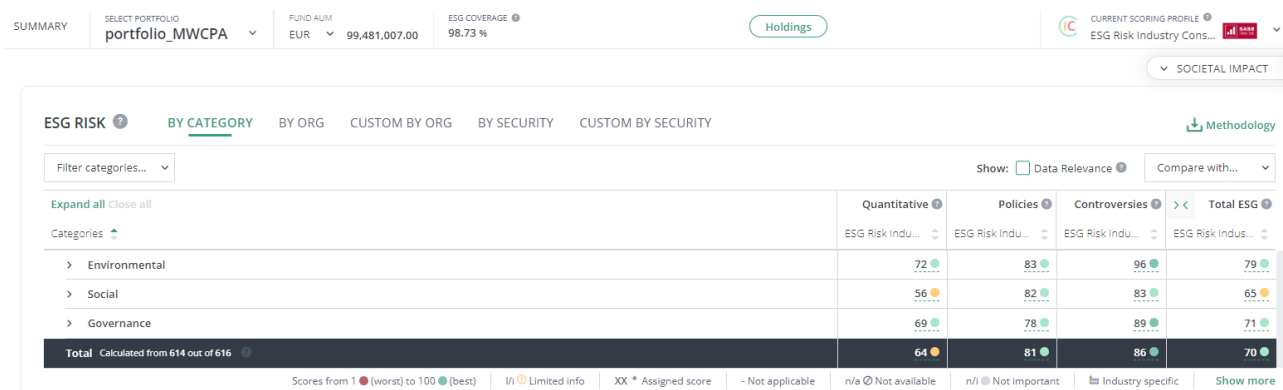 SUMMARY
SELECT PORTFOLIO
portfolio_MWCPA
FUND AUM
EUR 99,481,007.00
ESG COVERAGE ?
98.73 %
Holdings
CURRENT SCORING PROFILE ?
ESG Risk Industry Cons...
SASB
SOCIETAL IMPACT
ESG RISK ? BY CATEGORY BY ORG CUSTOM BY ORG BY SECURITY CUSTOM BY SECURITY
Methodology
Filter categories...
Show: Data Relevance ? Compare with...
Expand all Close all Quantitative ? Policies ? Controversies ? Total ESG ?
Categories ESG Risk Indu... ESG Risk Indu... ESG Risk Indu... ESG Risk Indus...
Environmental 72 83 96 79
Social 56 82 83 65
Governance 69 78 89 71
Total Calculated from 614 out of 616 64 81 86 70
Scores from 1 (worst) to 100 (best) I/i Limited info XX * Assigned score - Not applicable n/a Not available n/i Not important Industry specific Show more